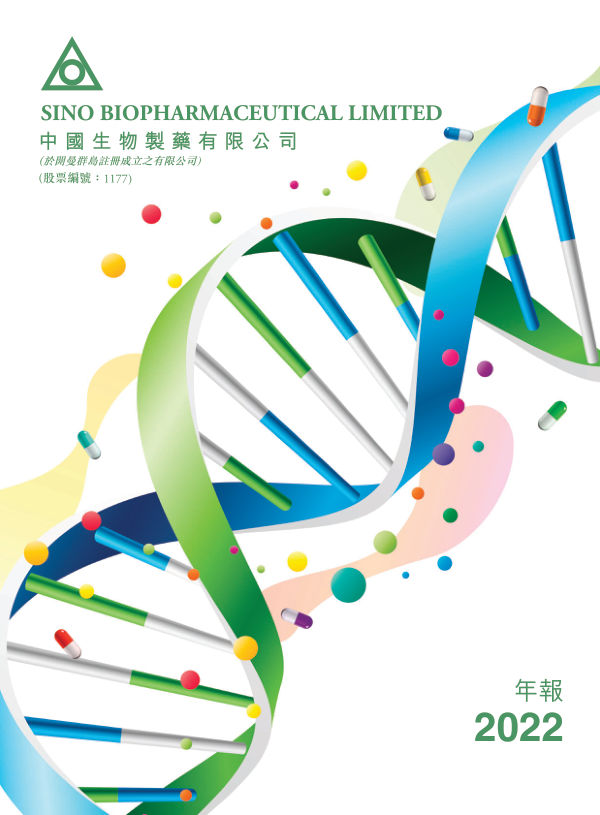 SINO BIOPHARMACEUTICAL LIMITED
中國生物製藥有限公司
(於開曼群島註冊成立之有限公司)
(股票編號：1177)
年報
2022